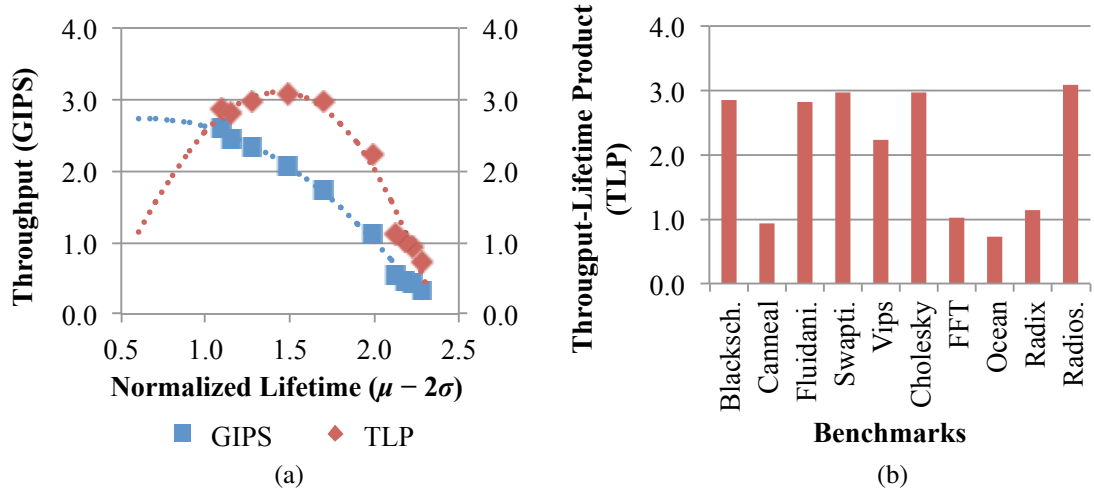 Throughput (GIPS)
4.0
3.0
2.0
1.0
0.0
4.0
3.0
2.0
1.0
0.0
0.5
1.0
1.5
2.0
2.5
Normalized Lifetime (μ − 2σ)
GIPS
TLP
(a)
Througput-Lifetime Product
(TLP)
4.0
3.0
2.0
1.0
0.0
Blacksch.
Canneal
Fluidani.
Swapti.
Vips
Cholesky
FFT
Ocean
Radix
Radios.
Benchmarks
(b)